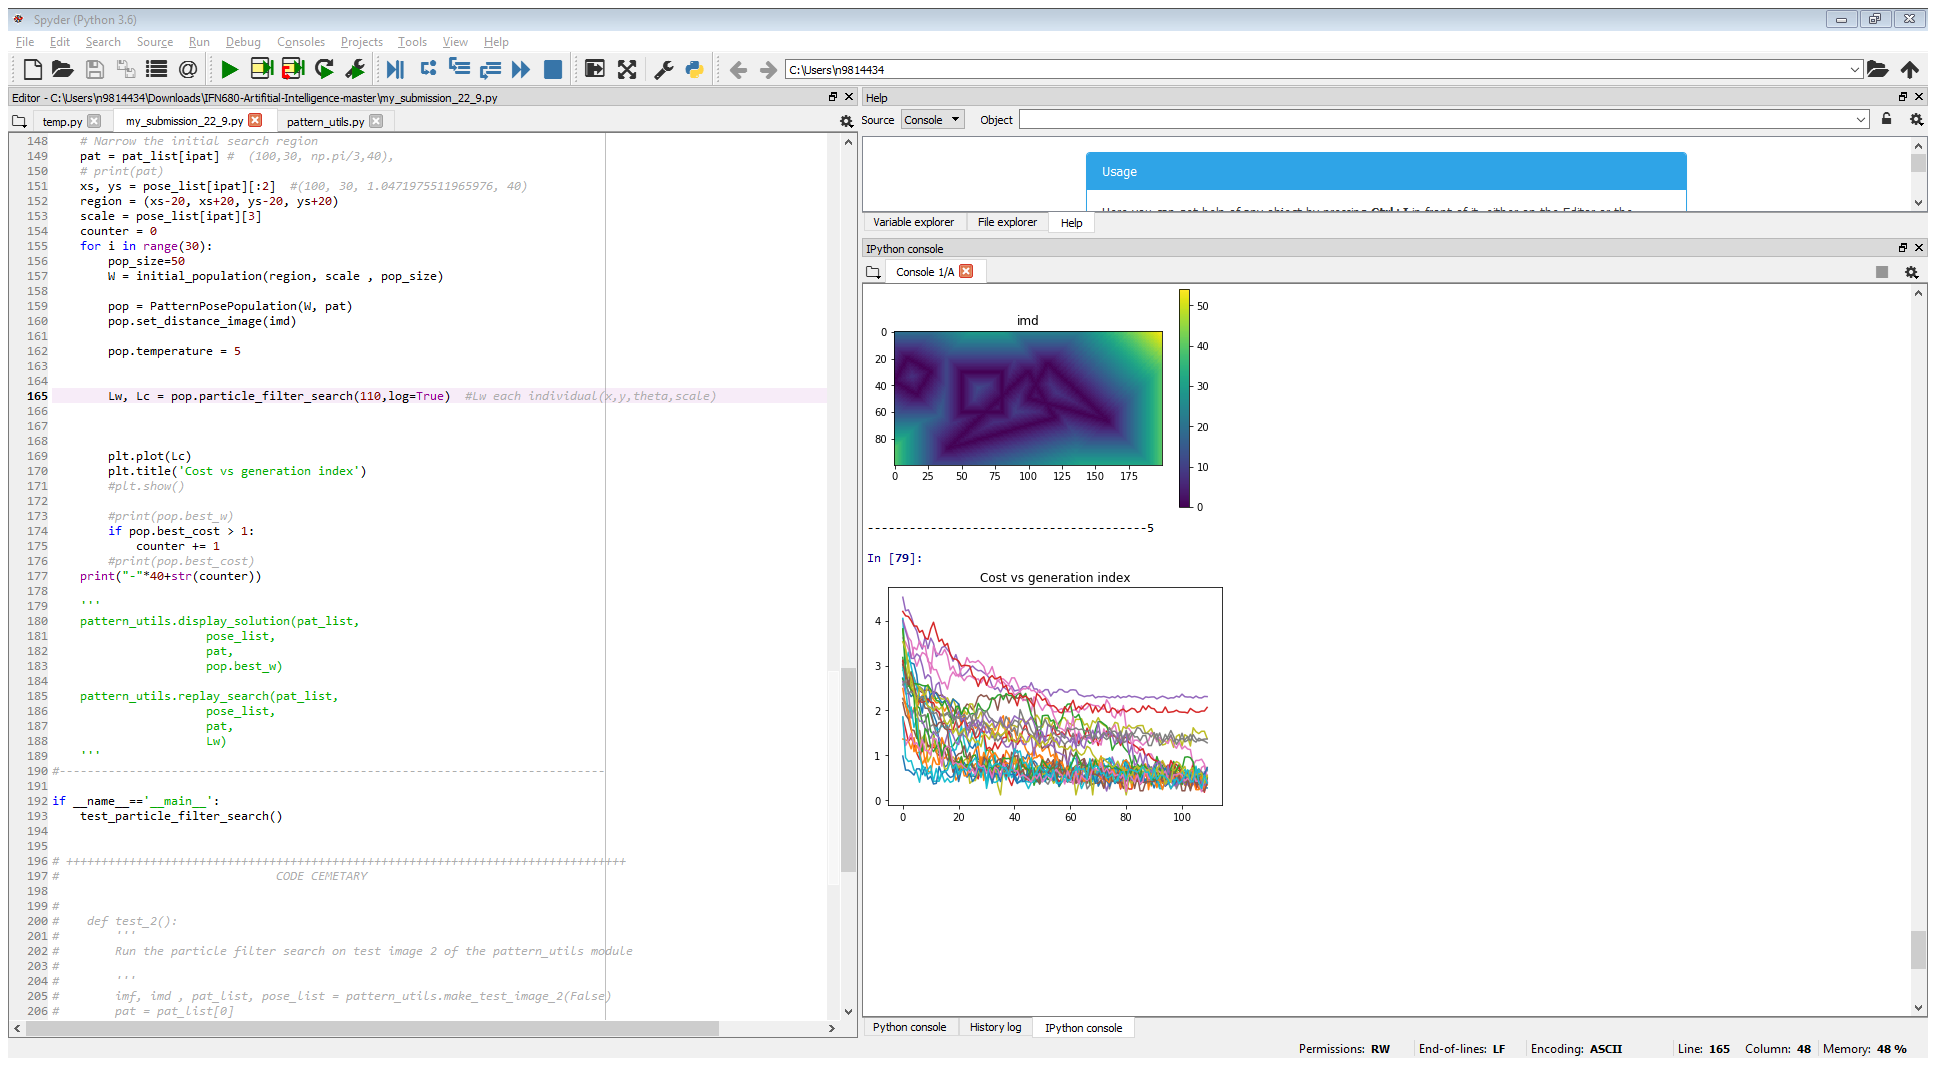 Spyder (Python 3.6)
File Edit Search Source Run Debug Consoles Projects Tools View Help
C:\Users\n9814434
Editor - C:\Users\n9814434\Downloads\IFN680-Artifitial-Intelligence-master\my_submission_22_9.py
temp.py my_submission_22_9.py pattern_utils.py
148 # Narrow the initial search region
149 pat = pat_list[ipat] # (100,30, np.pi/3,40),
150 # print(pat)
151 xs, ys = pose_list[ipat][:2] #(100, 30, 1.0471975511965976, 40)
152 region = (xs-20, xs+20, ys-20, ys+20)
153 scale = pose_list[ipat][3]
154 counter = 0
155 for i in range(30):
156 pop_size=50
157 W = initial_population(region, scale , pop_size)
158
159 pop = PatternPosePopulation(W, pat)
160 pop.set_distance_image(imd)
161
162 pop.temperature = 5
163
164
165 Lw, Lc = pop.particle_filter_search(110,log=True) #Lw each individual(x,y,theta,scale)
166
167
168
169 plt.plot(Lc)
170 plt.title('Cost vs generation index')
171 #plt.show()
172
173 #print(pop.best_w)
174 if pop.best_cost > 1:
175 counter += 1
176 #print(pop.best_cost)
177 print("-"*40+str(counter))
178
179 '''
180 pattern_utils.display_solution(pat_list,
181 pose_list,
182 pat,
183 pop.best_w)
184
185 pattern_utils.replay_search(pat_list,
186 pose_list,
187 pat,
188 Lw)
189 '''
190 #------------------------------------------------------------------------------
191
192 if __name__=='__main__':
193 test_particle_filter_search()
194
195
196 # ++++++++++++++++++++++++++++++++++++++++++++++++++++++++++++++++++++++++++++++++
197 # CODE CEMETARY
198
199 #
200 # def test_2():
201 # '''
202 # Run the particle filter search on test image 2 of the pattern_utils module
203 #
204 # '''
205 # imf, imd , pat_list, pose_list = pattern_utils.make_test_image_2(False)
206 # pat = pat_list[0]
Help
Source Console Object
Usage
Variable explorer File explorer Help
IPython console
Console 1/A
imd
0
20
40
60
80
0 25 50 75 100 125 150 175
50
40
30
20
10
0
----------------------------------------5
In [79]:
Cost vs generation index
4
3
2
1
0
0 20 40 60 80 100
Python console History log IPython console
Permissions: RW End-of-lines: LF Encoding: ASCII Line: 165 Column: 48 Memory: 48 %